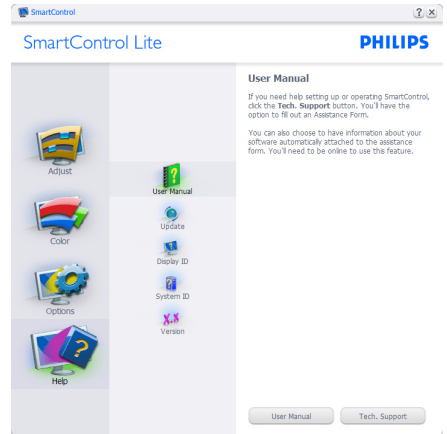 SmartControl
SmartControl Lite
PHILIPS
Adjust
Color
Options
Help
User Manual
Update
Display ID
System ID
X.X
Version
User Manual
If you need help setting up or operating SmartControl,
click the Tech. Support button. You'll have the
option to fill out an Assistance Form.
You can also choose to have information about your
software automatically attached to the assistance
form. You'll need to be online to use this feature.
User Manual
Tech. Support